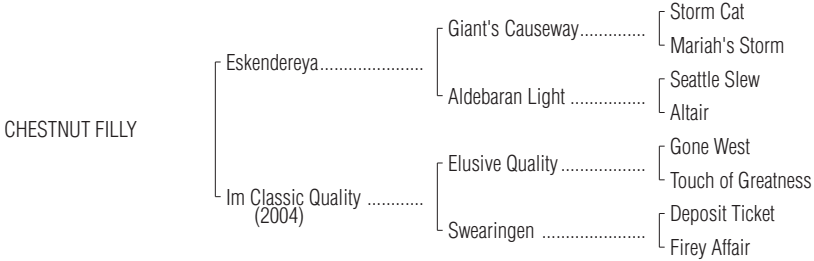 Storm Cat
Giant's Causeway..............
Mariah's Storm
Eskendereya......................
Seattle Slew
Aldebaran Light ................
Altair
CHESTNUT FILLY
Gone West
Elusive Quality ..................
Touch of Greatness
Im Classic Quality ............
(2004)
Deposit Ticket
Swearingen ......................
Firey Affair